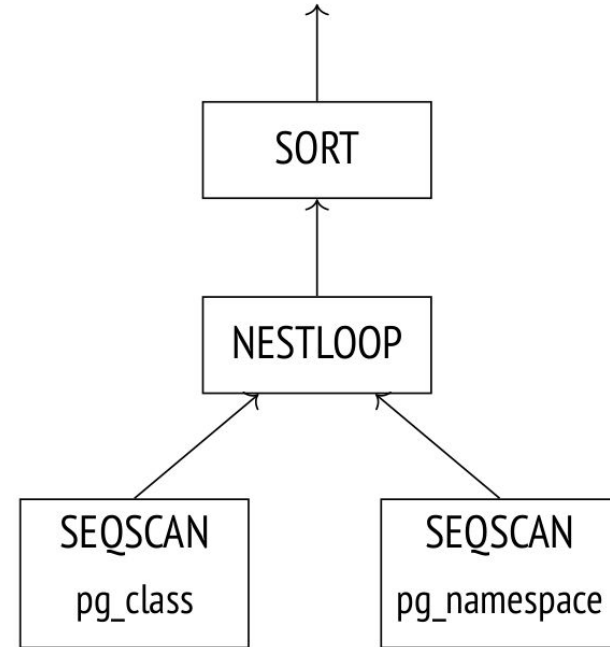 SORT
NESTLOOP
SEQSCAN
pg_class
SEQSCAN
pg_namespace